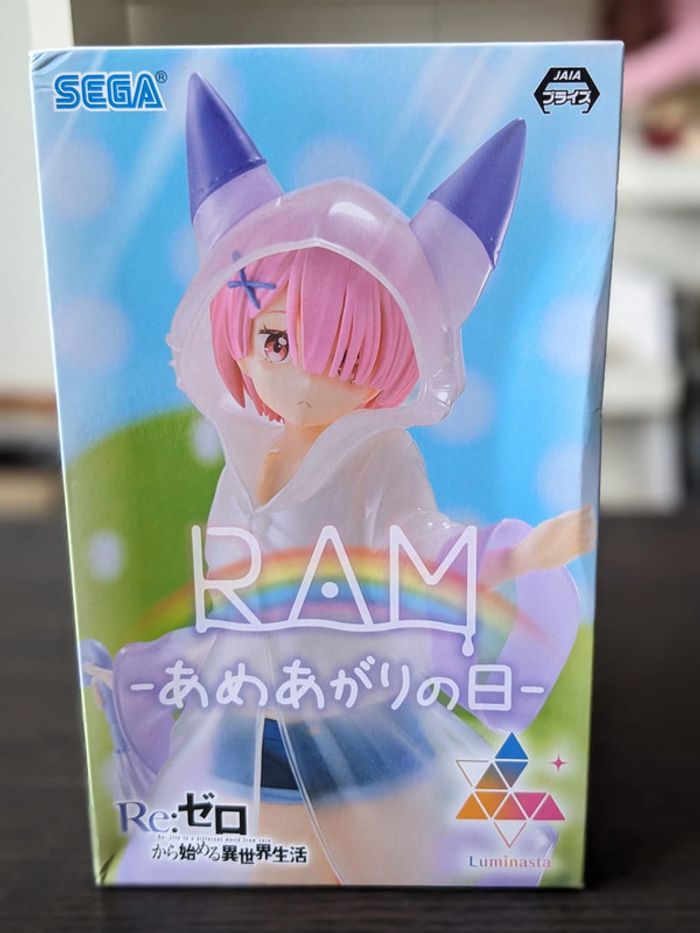 SEGA®
JAIA
プライズ
RAM
-あめあがりの日-
Re:ゼロ
Re: Life in a different world from zero
から始める異世界生活
Luminasta